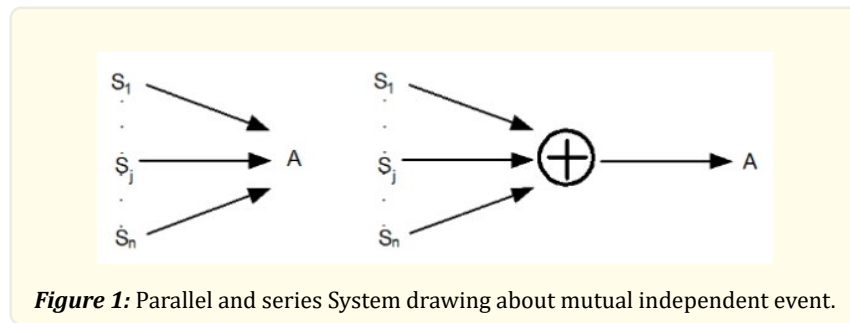 S1 S1
Sj A Sj A
Sn Sn
Figure 1: Parallel and series System drawing about mutual independent event.